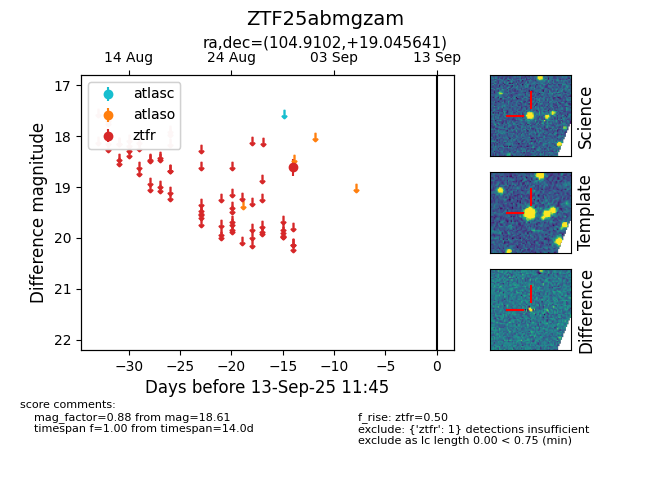 ZTF25abmgzam
ra,dec=(104.9102,+19.045641)
14 Aug 24 Aug 03 Sep 13 Sep
atlasc
atlaso
ztfr
17
18
19
20
21
22
Difference magnitude
−30 −25 −20 −15 −10 −5 0
Days before 13-Sep-25 11:45
Science
Template
Difference
score comments:
mag_factor=0.88 from mag=18.61
timespan f=1.00 from timespan=14.0d
f_rise: ztfr=0.50
exclude: {'ztfr': 1} detections insufficient
exclude as lc length 0.00 < 0.75 (min)